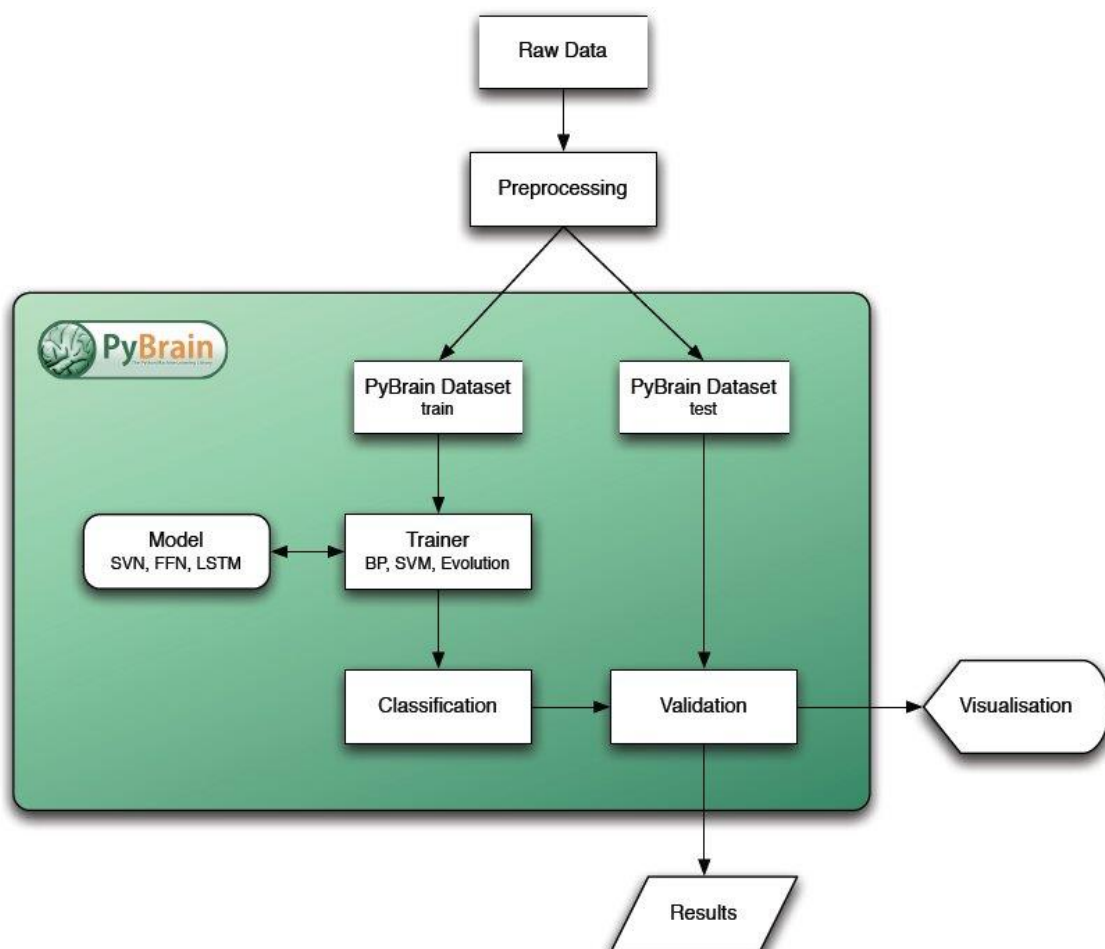 Raw Data
Preprocessing
PyBrain
PyBrain Dataset
train
PyBrain Dataset
test
Model
SVN, FFN, LSTM
Trainer
BP, SVM, Evolution
Classification
Validation
Visualisation
Results